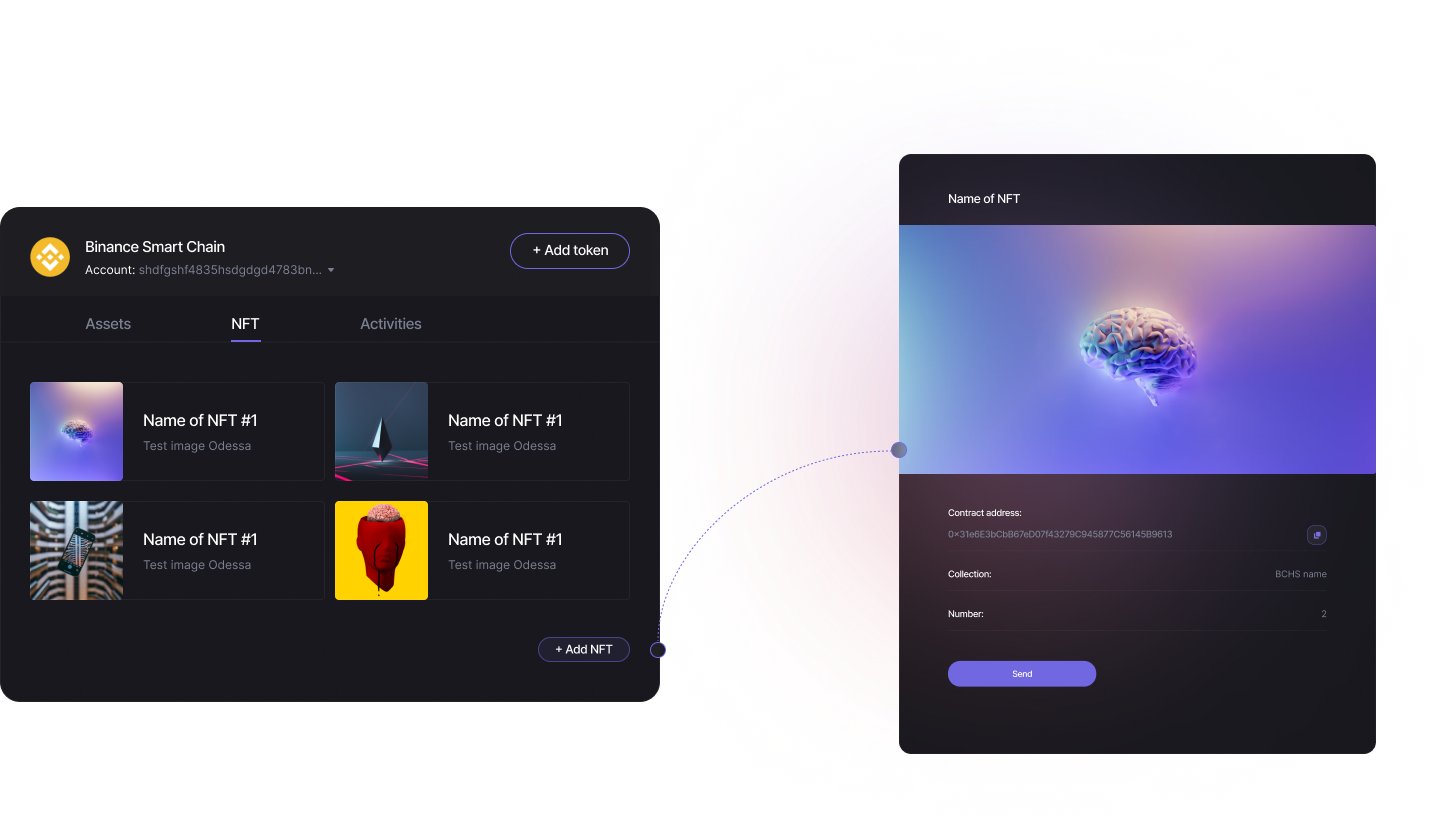 Binance Smart Chain
Account: shdfgshf4835hsdgdgd4783bn...
+ Add token
Assets
NFT
Activities
Name of NFT #1
Test image Odessa
Name of NFT #1
Test image Odessa
Name of NFT #1
Test image Odessa
Name of NFT #1
Test image Odessa
+ Add NFT
Name of NFT
Contract address:
0x31e6E3bCbB67eD07f43279C945877C56145B9613
Collection:
BCHS name
Number:
2
Send